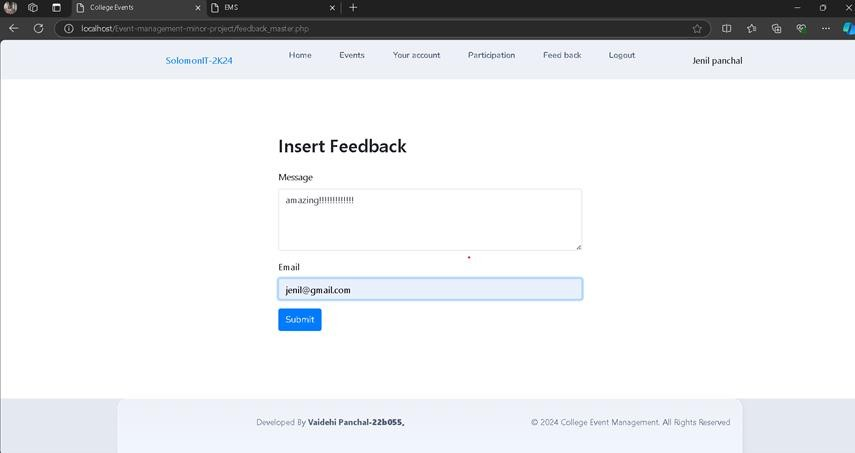 College Events
EMS
localhost/Event-management-minor-project/feedback_master.php
SolomonIT-2K24 Home Events Your account Participation Feed back Logout Jenil panchal
Insert Feedback
Message
amazing!!!!!!!!!!!!!
Email
jenil@gmail.com
Submit
Developed By Vaidehi Panchal-22b055, © 2024 College Event Management. All Rights Reserved